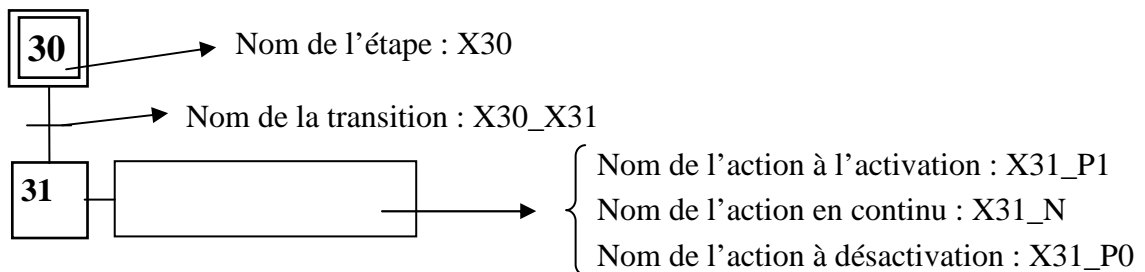 30
Nom de l’étape : X30
Nom de la transition : X30_X31
31
Nom de l’action à l’activation : X31_P1
Nom de l’action en continu : X31_N
Nom de l’action à désactivation : X31_P0